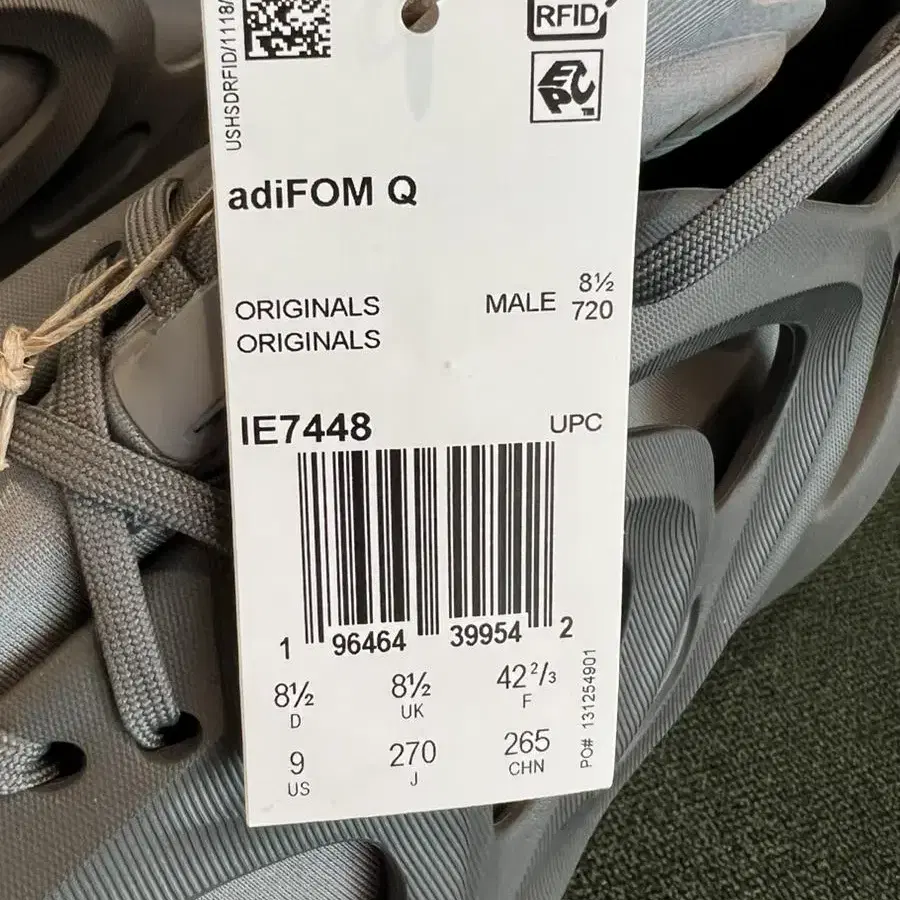 USHSDRFID/1118/
RFID
EPC™
adiFOM Q
ORIGINALS
ORIGINALS
MALE
8½
720
IE7448
UPC
1 96464 39954 2
8½ 8½ 42⅔
D UK F
9 270 265
US J CHN
PO# 131254901